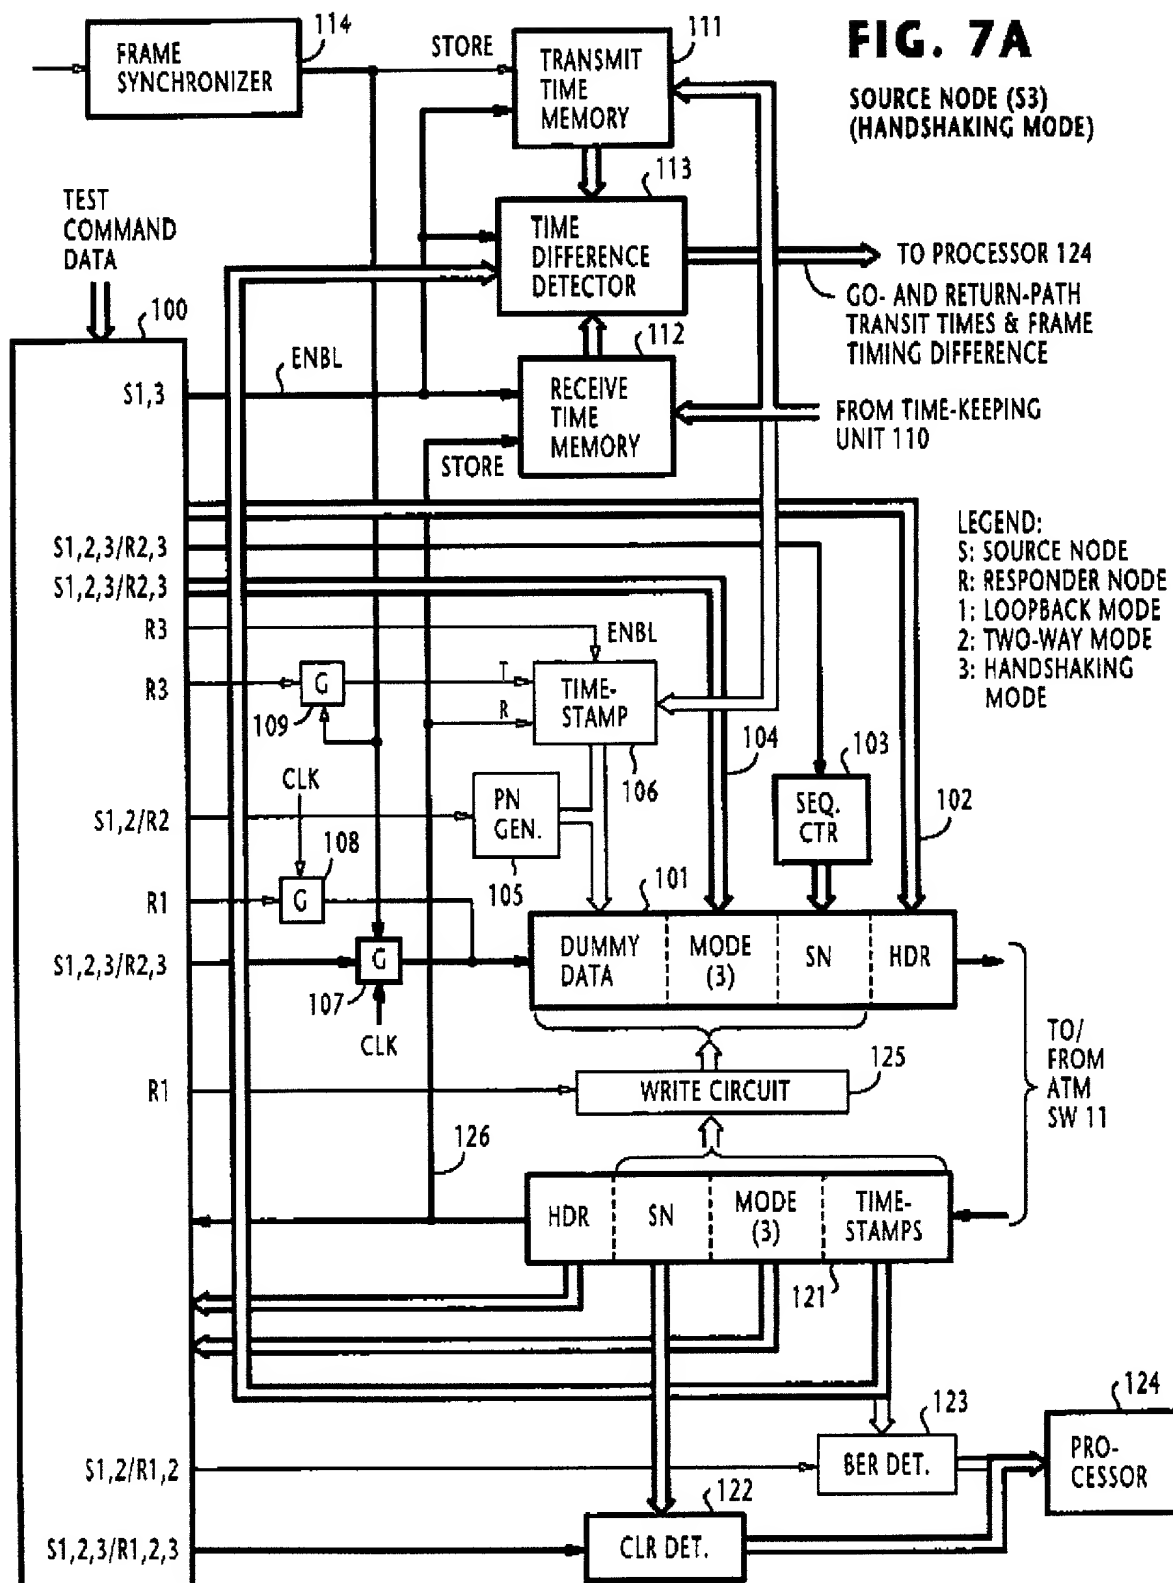 FIG. 7A
SOURCE NODE (S3)
(HANDSHAKING MODE)
114
FRAME
SYNCHRONIZER
STORE
111
TRANSMIT
TIME
MEMORY
113
TIME
DIFFERENCE
DETECTOR
TO PROCESSOR 124
GO- AND RETURN-PATH
TRANSIT TIMES & FRAME
TIMING DIFFERENCE
TEST
COMMAND
DATA
100
S1,3
ENBL
112
RECEIVE
TIME
MEMORY
STORE
FROM TIME-KEEPING
UNIT 110
LEGEND:
S: SOURCE NODE
R: RESPONDER NODE
1: LOOPBACK MODE
2: TWO-WAY MODE
3: HANDSHAKING
MODE
S1,2,3/R2,3
S1,2,3/R2,3
R3
ENBL
R3
G
109
T
R
TIME-
STAMP
106
104
103
SEQ.
CTR
102
CLK
S1,2/R2
PN
GEN.
105
108
G
R1
101
S1,2,3/R2,3
G
107
CLK
DUMMY
DATA
MODE
(3)
SN
HDR
TO/
FROM
ATM
SW 11
R1
WRITE CIRCUIT
125
126
HDR
SN
MODE
(3)
TIME-
STAMPS
121
S1,2/R1,2
123
BER DET.
124
PRO-
CESSOR
S1,2,3/R1,2,3
122
CLR DET.